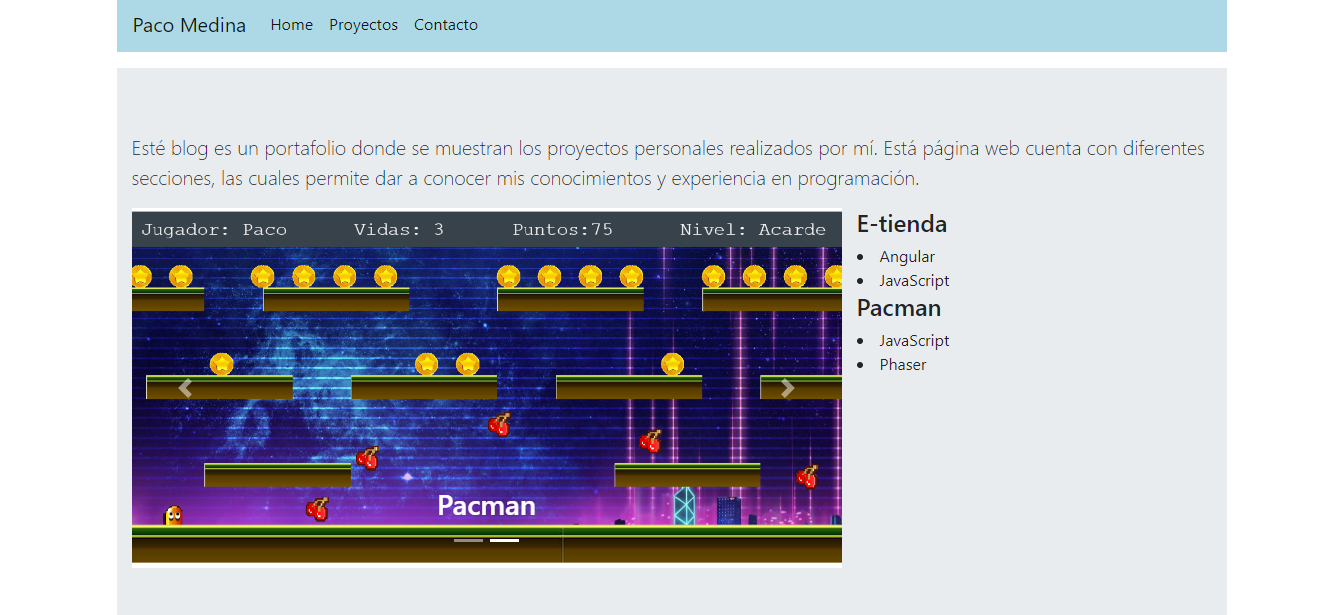 Paco Medina Home Proyectos Contacto
Esté blog es un portafolio donde se muestran los proyectos personales realizados por mí. Está página web cuenta con diferentes
secciones, las cuales permite dar a conocer mis conocimientos y experiencia en programación.
Jugador: Paco Vidas: 3 Puntos:75 Nivel: Acarde
Pacman
E-tienda
Angular
JavaScript
Pacman
JavaScript
Phaser